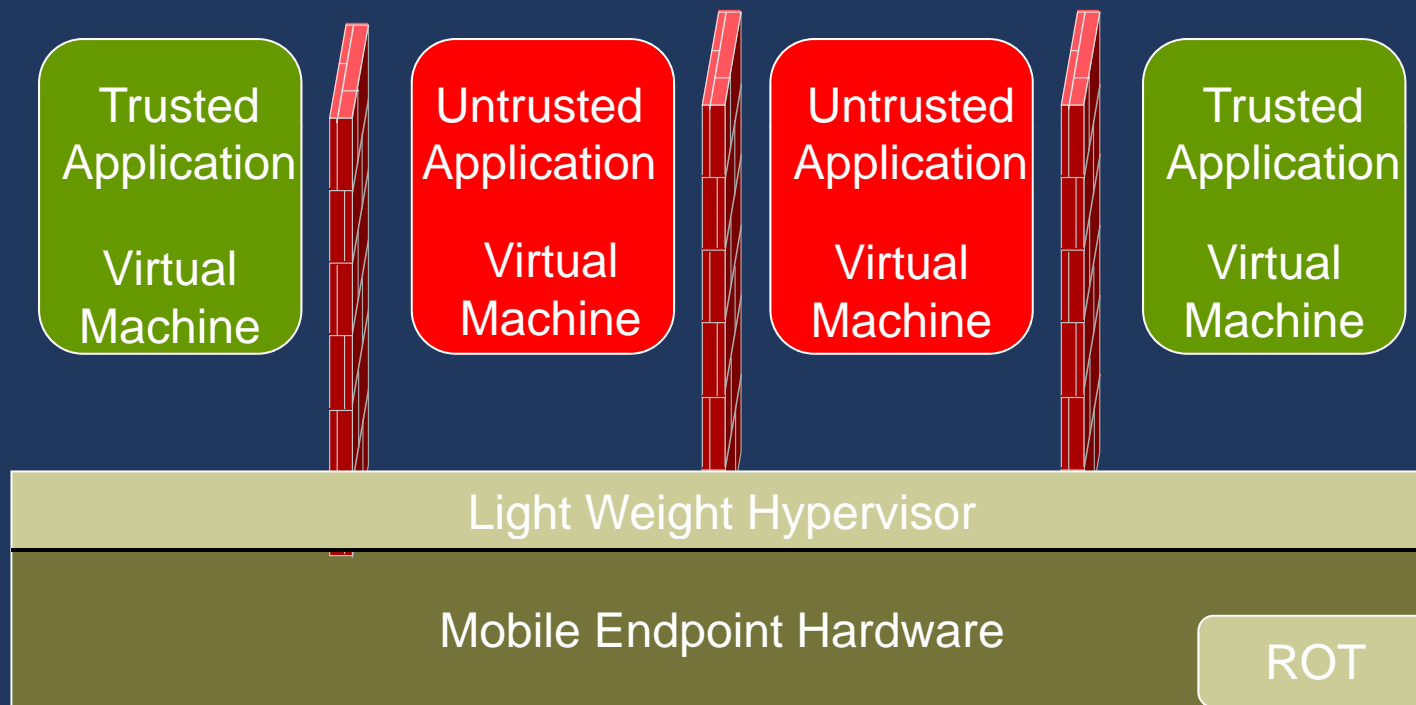 Trusted
Application
Virtual
Machine
Untrusted
Application
Virtual
Machine
Untrusted
Application
Virtual
Machine
Trusted
Application
Virtual
Machine
Light Weight Hypervisor
Mobile Endpoint Hardware
ROT